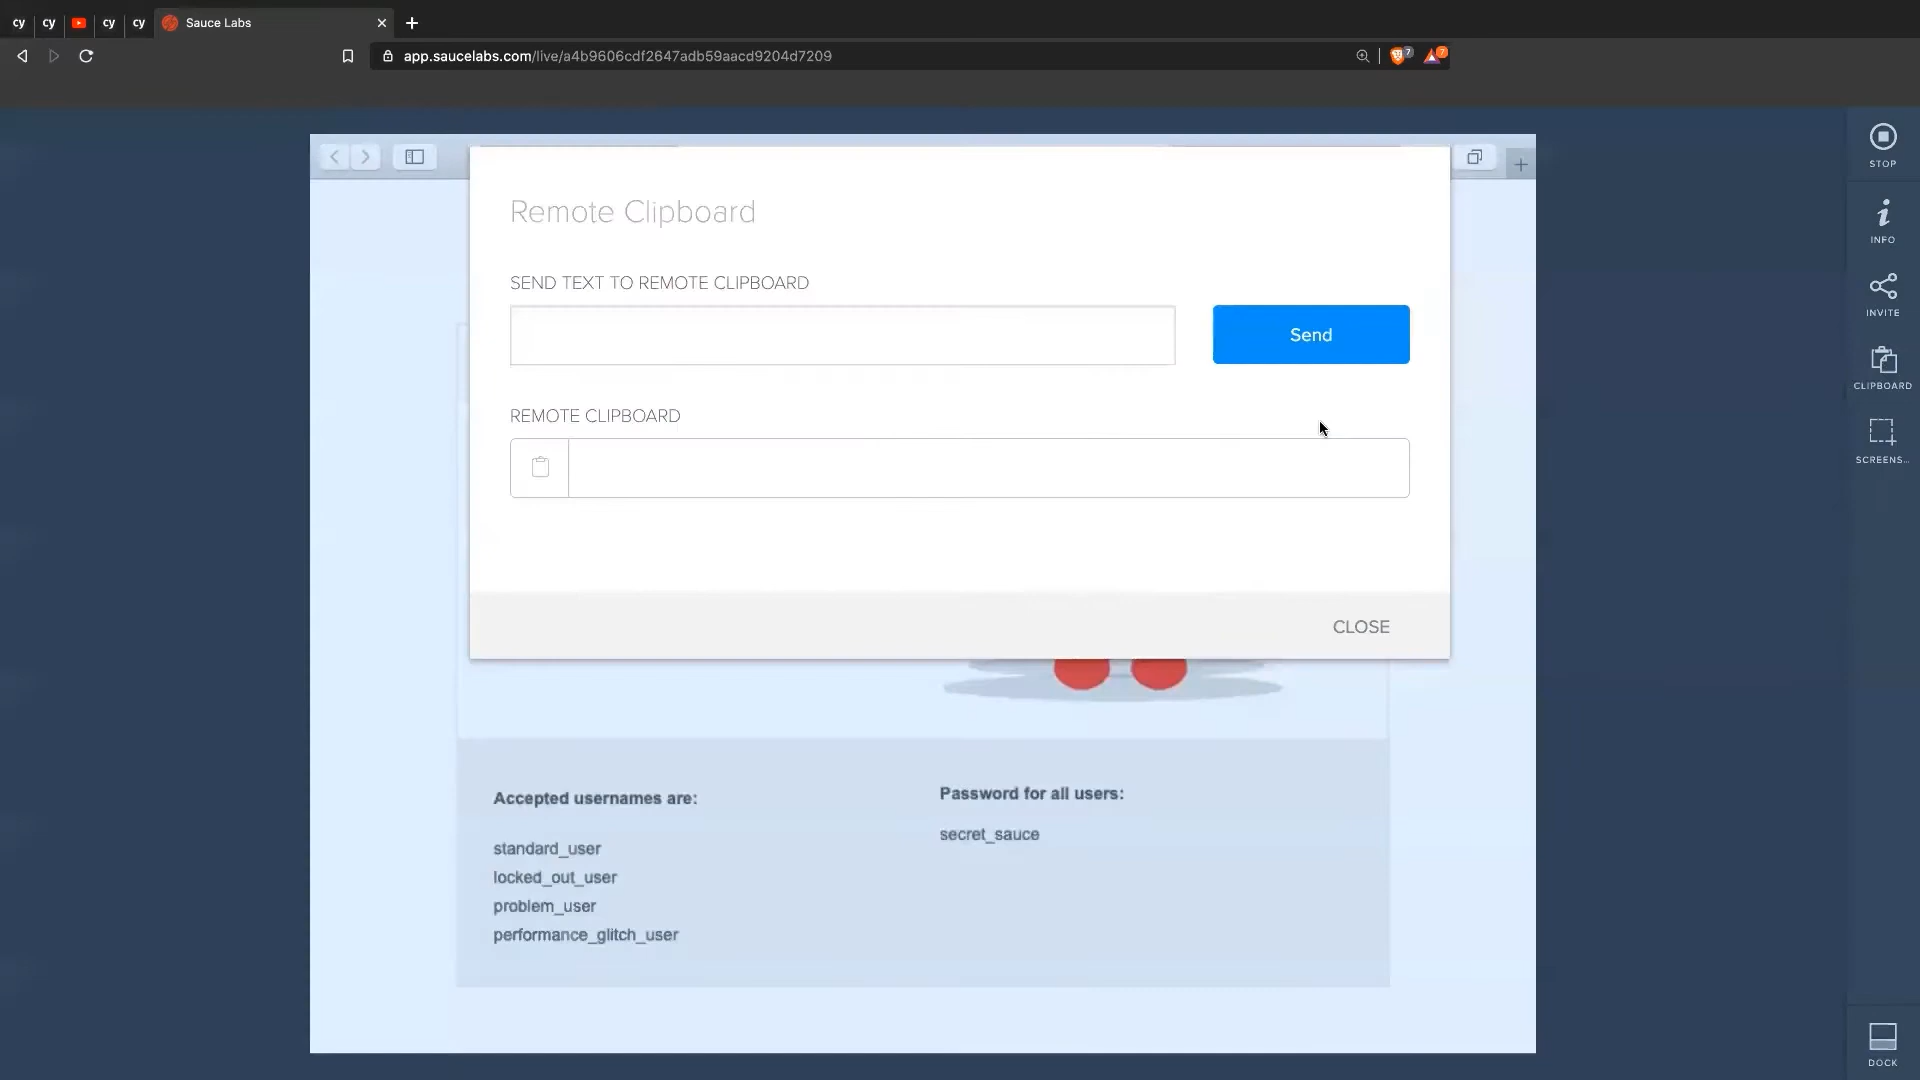 cy
cy
cy
cy
Sauce Labs
app.saucelabs.com/live/a4b9606cdf2647adb59aacd9204d7209
7
7
STOP
INFO
INVITE
CLIPBOARD
SCREENS...
DOCK
Remote Clipboard
SEND TEXT TO REMOTE CLIPBOARD
Send
REMOTE CLIPBOARD
CLOSE
Accepted usernames are:
standard_user
locked_out_user
problem_user
performance_glitch_user
Password for all users:
secret_sauce